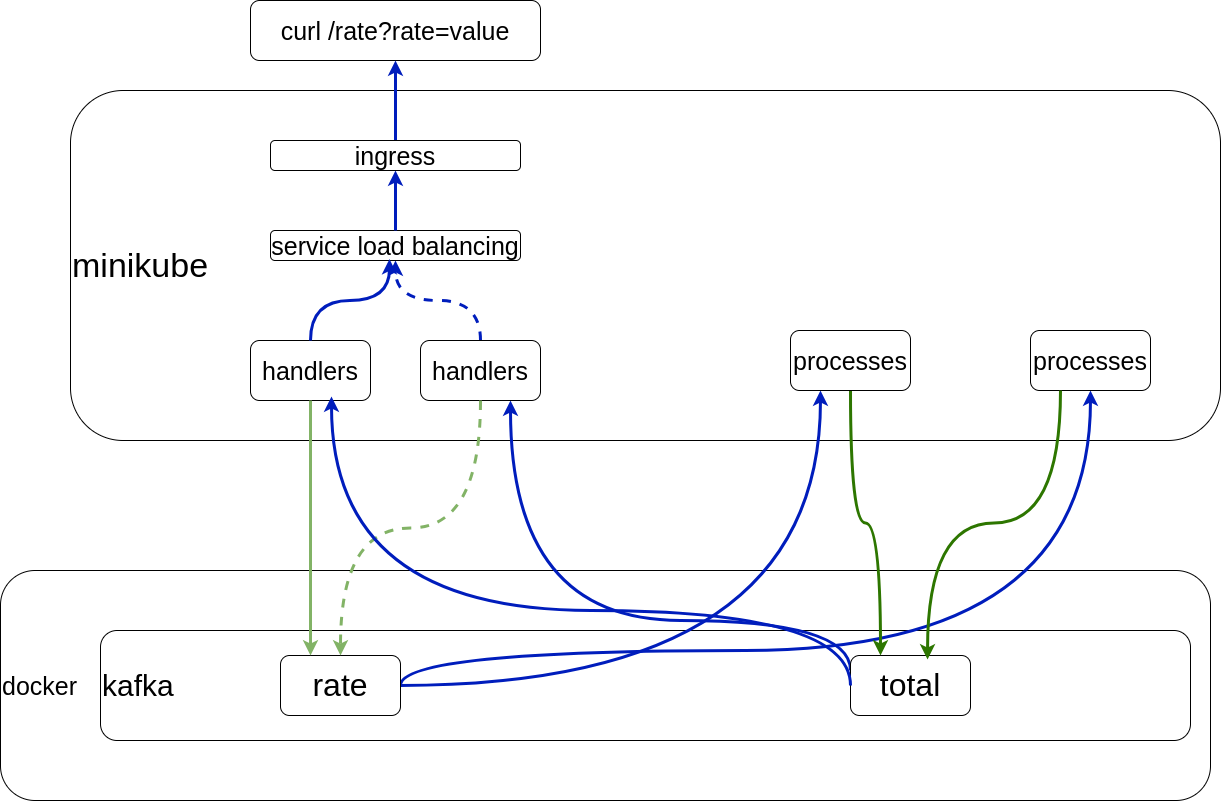 curl /rate?rate=value
ingress
service load balancing
minikube
handlers
handlers
processes
processes
docker
kafka
rate
total